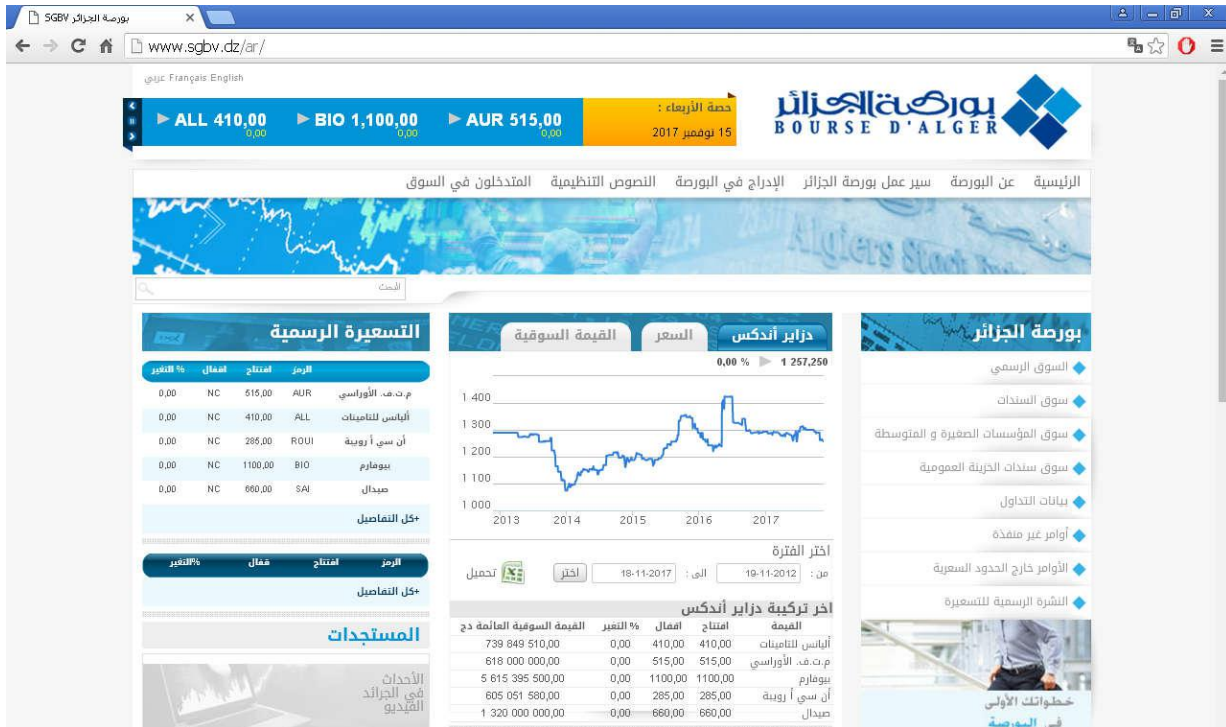 بورصة الجزائر SGBV
www.sgbv.dz/ar/
عربي Français English
ALL 410,00 BIO 1,100,00 AUR 515,00
0,00 0,00 0,00
حصة الأربعاء :
15 نوفمبر 2017
بورصة الجزائر
BOURSE D'ALGER
الرئيسية عن البورصة سير عمل بورصة الجزائر الإدراج في البورصة النصوص التنظيمية المتدخلون في السوق
Algiers Stock
البحث
بورصة الجزائر
السوق الرسمي
سوق السندات
سوق المؤسسات الصغيرة و المتوسطة
سوق سندات الخزينة العمومية
بيانات التداول
أوامر غير منفذة
الأوامر خارج الحدود السعرية
النشرة الرسمية للتسعيرة
خطواتك الأولى
في البورصة
دزاير أندكس السعر القيمة السوقية
0,00 % 1 257,250
1 400
1 300
1 200
1 100
1 000
2013 2014 2015 2016 2017
اختر الفترة
من : 19-11-2012 الى : 18-11-2017 اختر تحميل
اخر تركيبة دزاير أندكس
القيمة افتتاح اقفال % التغير القيمة السوقية العائمة دج
أليانس للتامينات 410,00 410,00 0,00 739 849 510,00
م.ت.ف. الأوراسي 515,00 515,00 0,00 618 000 000,00
بيوفارم 1100,00 1100,00 0,00 5 615 395 500,00
أن سي أ رويبة 285,00 285,00 0,00 605 051 580,00
صيدال 660,00 660,00 0,00 1 320 000 000,00
التسعيرة الرسمية
الرمز افتتاح اقفال % التغير
م.ت.ف. الأوراسي AUR 515,00 NC 0,00
أليانس للتامينات ALL 410,00 NC 0,00
أن سي أ رويبة ROUI 285,00 NC 0,00
بيوفارم BIO 1100,00 NC 0,00
صيدال SAI 660,00 NC 0,00
+كل التفاصيل
الرمز افتتاح قفال %التغير
+كل التفاصيل
المستجدات
الأحداث
في الجرائد
الفيديو